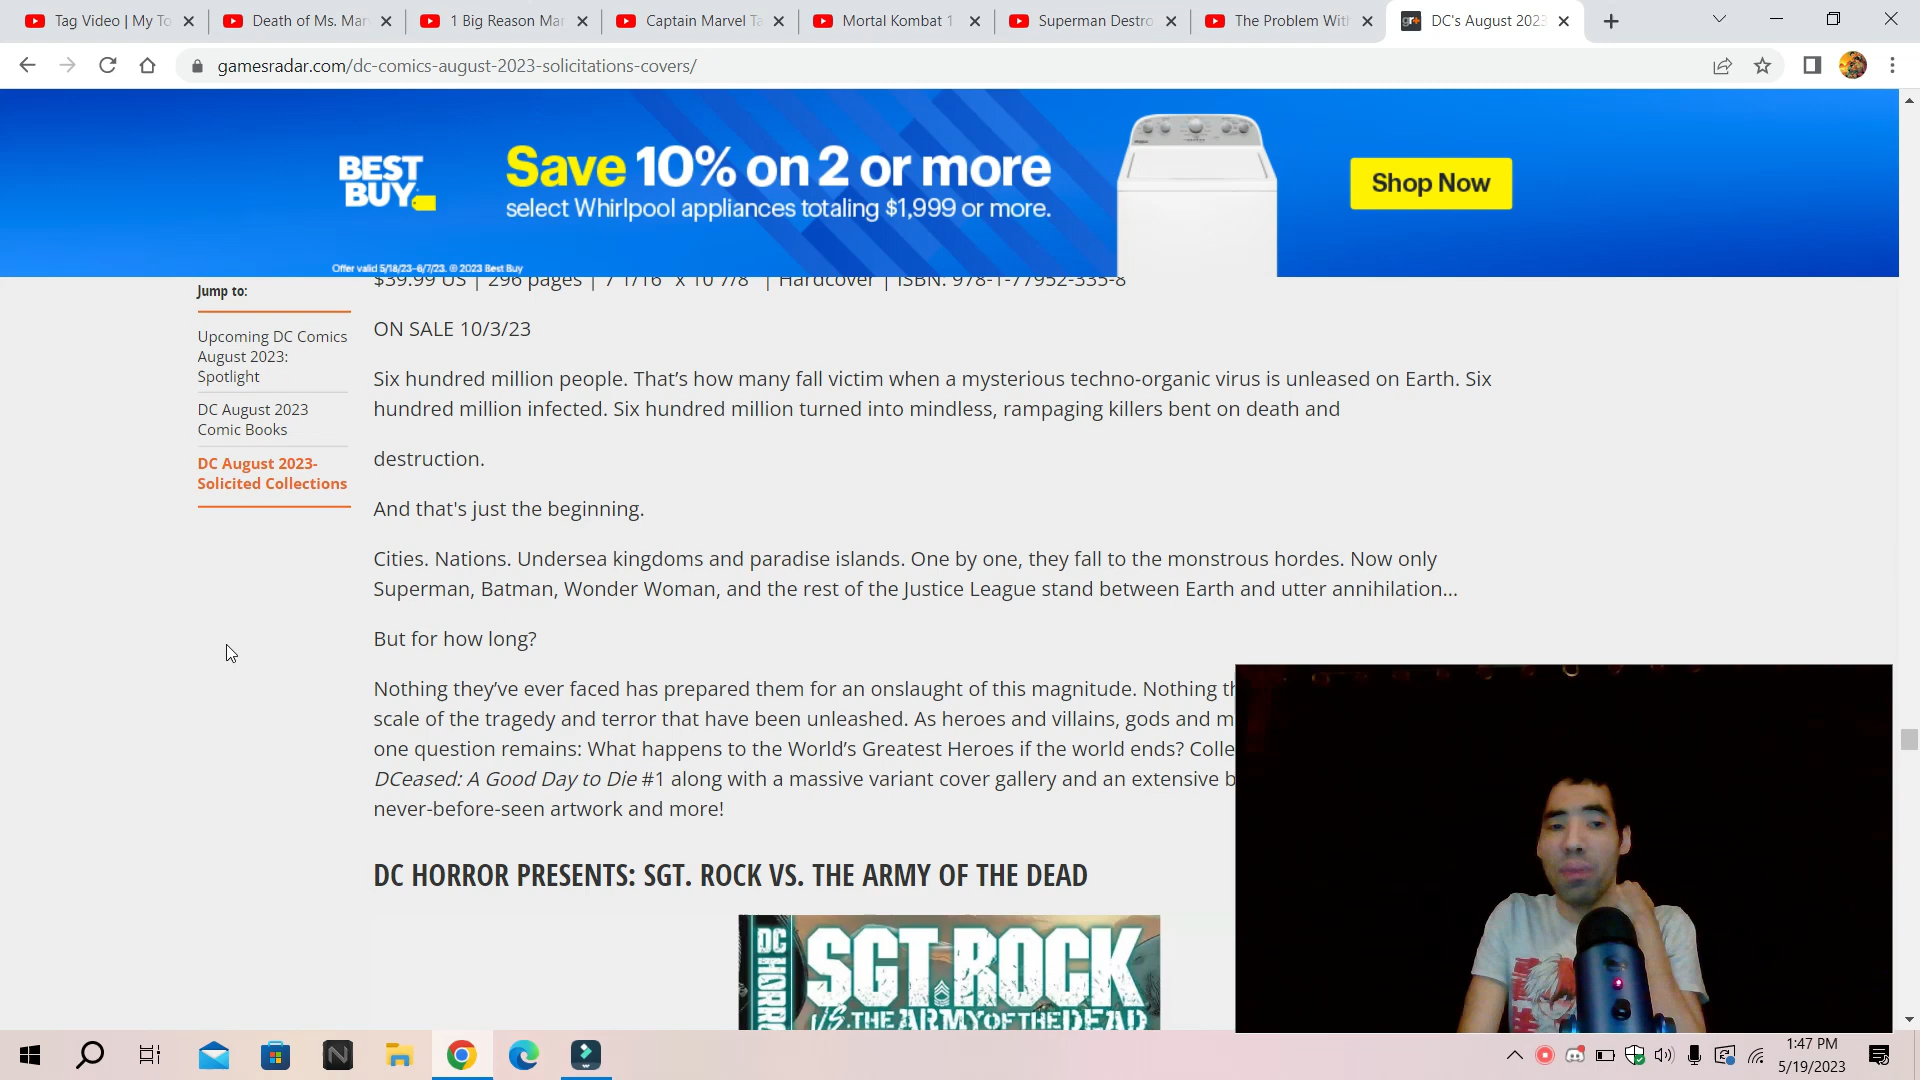 Tag Video | My To
Death of Ms. Mar
1 Big Reason Mar
Captain Marvel Ta
Mortal Kombat 1
Superman Destro
The Problem With
gr+
DC's August 2023
gamesradar.com/dc-comics-august-2023-solicitations-covers/
BEST
BUY
Save 10% on 2 or more
select Whirlpool appliances totaling $1,999 or more.
Shop Now
Offer valid 5/18/23-6/7/23. © 2023 Best Buy
$39.99 US | 296 pages | 7 1/16" x 10 7/8" | Hardcover | ISBN: 978-1-77952-335-8
Jump to:
Upcoming DC Comics
August 2023:
Spotlight
DC August 2023
Comic Books
DC August 2023-
Solicited Collections
ON SALE 10/3/23
Six hundred million people. That’s how many fall victim when a mysterious techno-organic virus is unleased on Earth. Six
hundred million infected. Six hundred million turned into mindless, rampaging killers bent on death and
destruction.
And that's just the beginning.
Cities. Nations. Undersea kingdoms and paradise islands. One by one, they fall to the monstrous hordes. Now only
Superman, Batman, Wonder Woman, and the rest of the Justice League stand between Earth and utter annihilation…
But for how long?
Nothing they’ve ever faced has prepared them for an onslaught of this magnitude. Nothing th
scale of the tragedy and terror that have been unleashed. As heroes and villains, gods and m
one question remains: What happens to the World’s Greatest Heroes if the world ends? Colle
DCeased: A Good Day to Die #1 along with a massive variant cover gallery and an extensive b
never-before-seen artwork and more!
DC HORROR PRESENTS: SGT. ROCK VS. THE ARMY OF THE DEAD
DC HORRO
SGT. ROCK
VS. THE ARMY OF THE DEAD
1:47 PM
5/19/2023